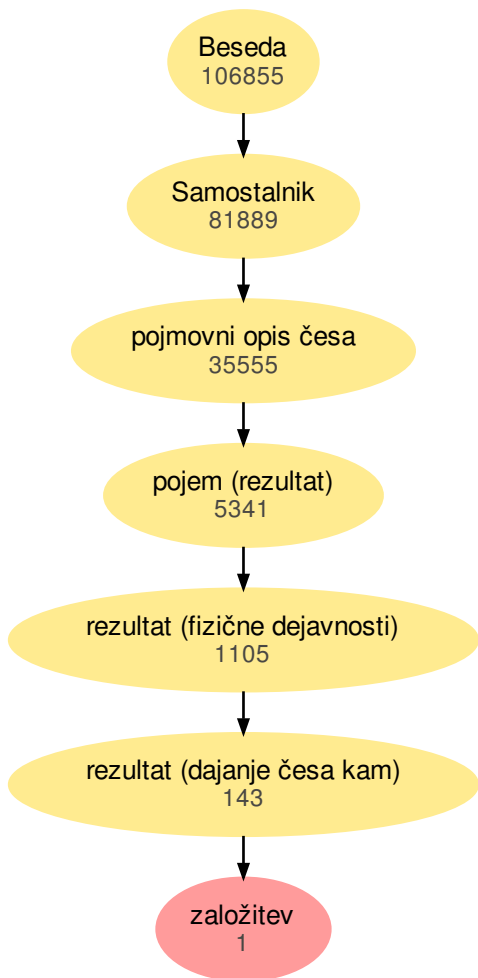 Beseda
106855
Samostalnik
81889
pojmovni opis česa
35555
pojem (rezultat)
5341
rezultat (fizične dejavnosti)
1105
rezultat (dajanje česa kam)
143
založitev
1